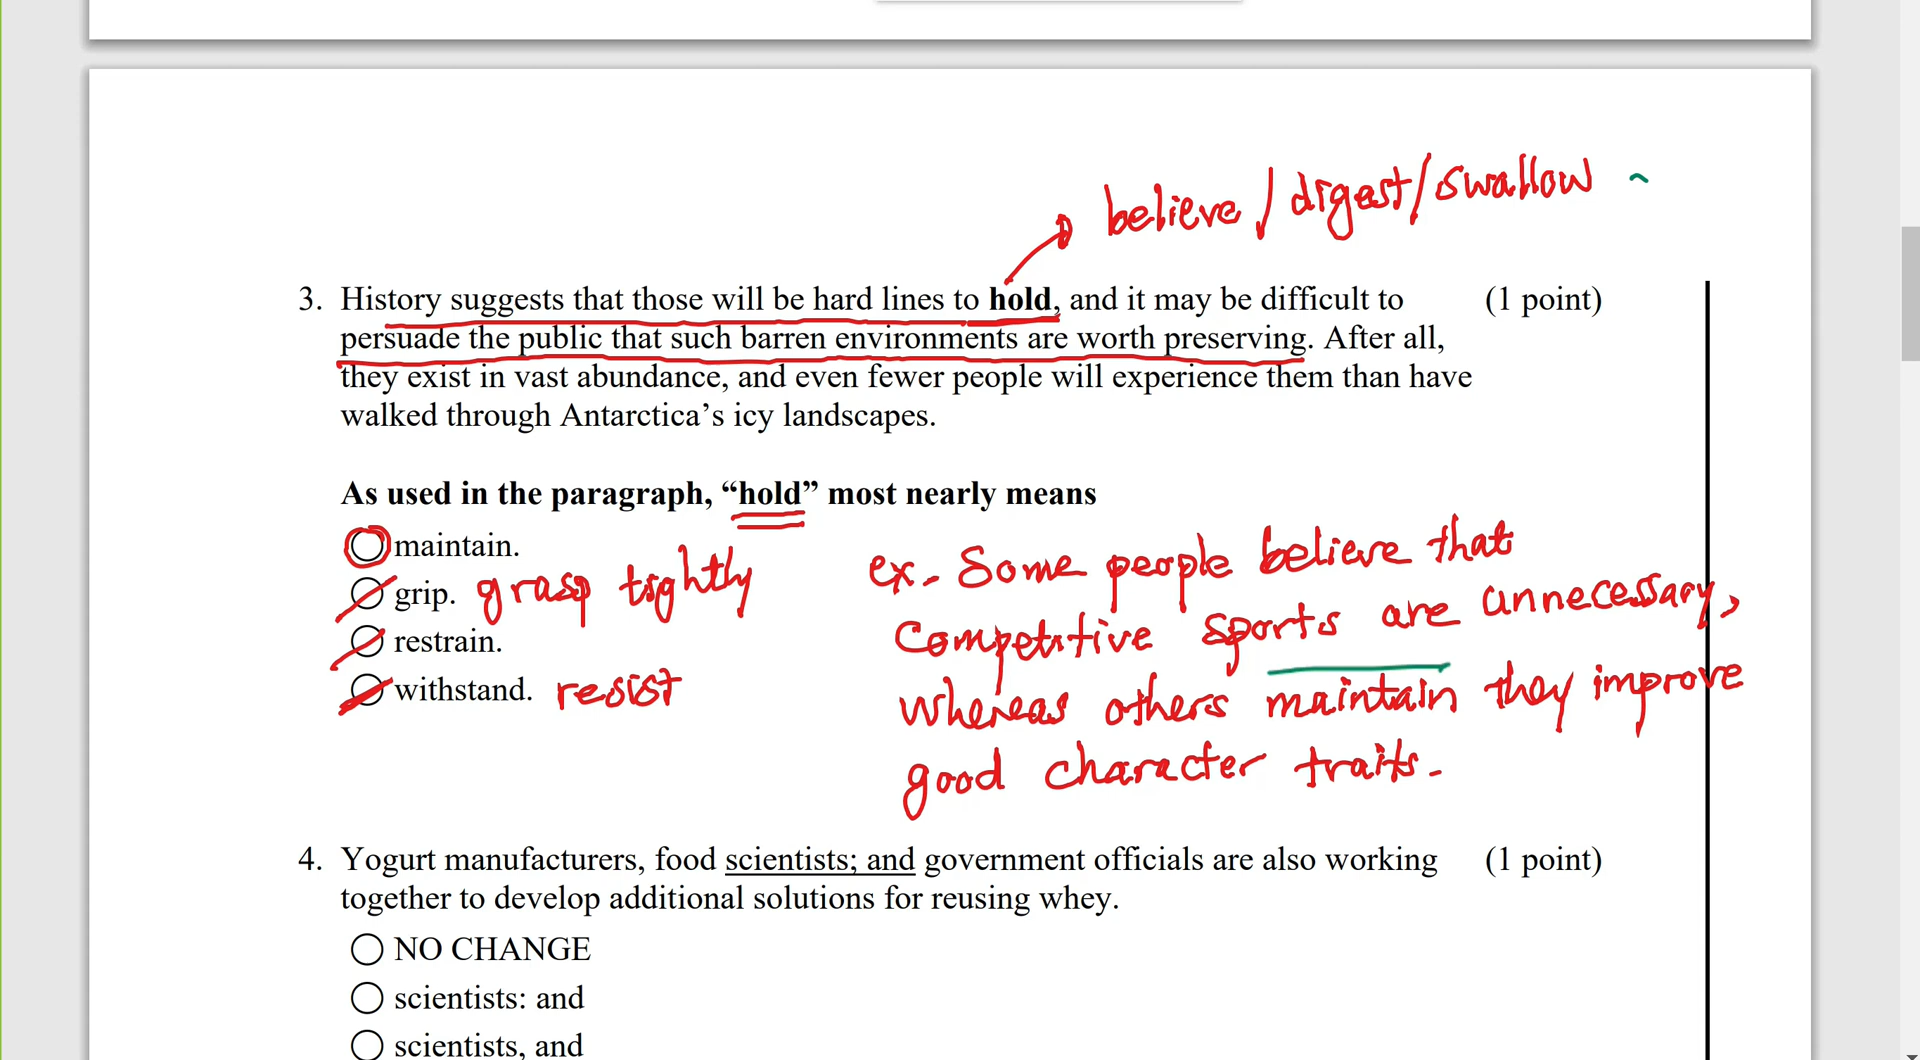 believe / digest/swallow
3. History suggests that those will be hard lines to hold, and it may be difficult to (1 point)
persuade the public that such barren environments are worth preserving. After all,
they exist in vast abundance, and even fewer people will experience them than have
walked through Antarctica’s icy landscapes.
As used in the paragraph, “hold” most nearly means
maintain.
grip. grasp tightly
restrain.
withstand. resist
ex. Some people believe that
competitive sports are unnecessary,
whereas others maintain they improve
good character traits.
4. Yogurt manufacturers, food scientists; and government officials are also working (1 point)
together to develop additional solutions for reusing whey.
NO CHANGE
scientists: and
scientists, and